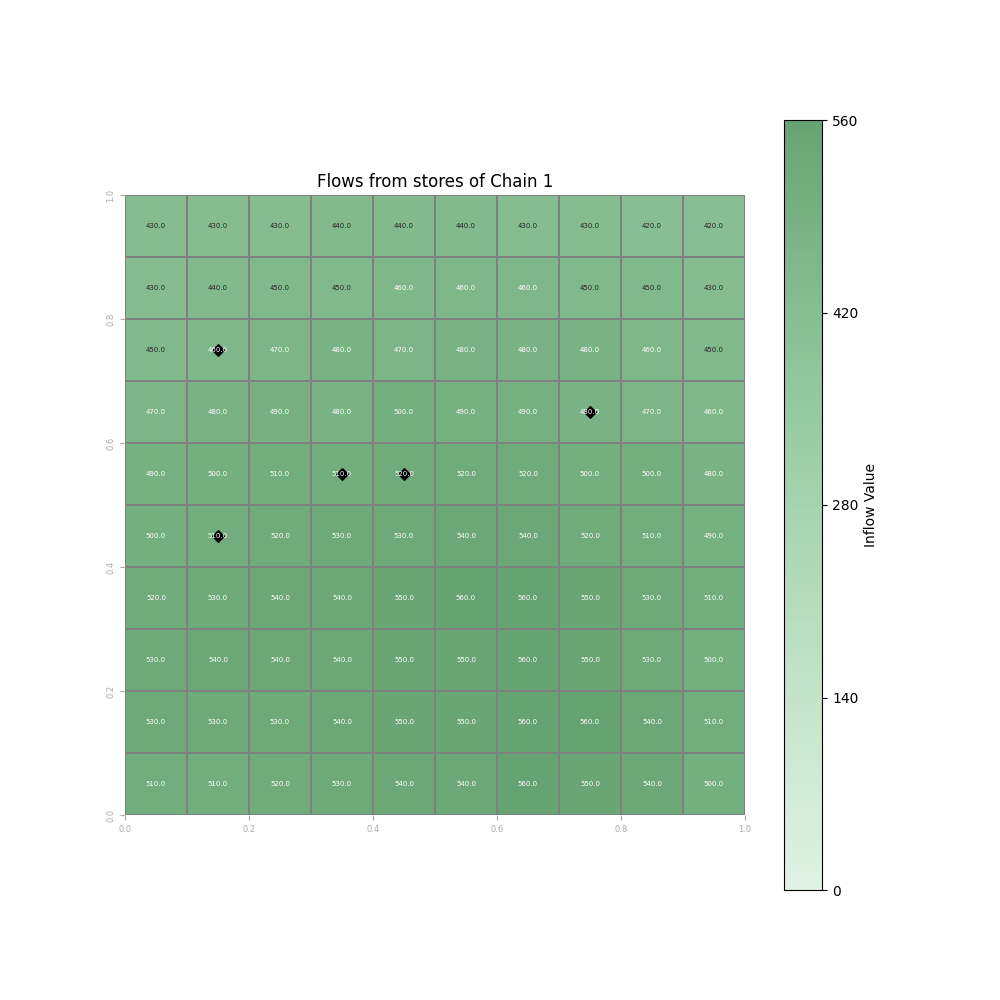 Flows from stores of Chain 1
1.0
430.0 430.0 430.0 440.0 440.0 440.0 430.0 430.0 420.0 420.0
430.0 440.0 450.0 450.0 460.0 460.0 460.0 450.0 450.0 430.0
0.8
450.0 460.0 470.0 480.0 470.0 480.0 480.0 480.0 460.0 450.0
470.0 480.0 490.0 480.0 500.0 490.0 490.0 470.0 460.0
0.6
490.0 500.0 510.0 510.0 520.0 520.0 520.0 500.0 500.0 480.0
500.0 510.0 520.0 530.0 530.0 540.0 540.0 520.0 510.0 490.0
0.4
520.0 530.0 540.0 540.0 550.0 560.0 560.0 550.0 530.0 510.0
530.0 540.0 540.0 540.0 550.0 550.0 560.0 550.0 530.0 500.0
0.2
530.0 530.0 530.0 540.0 550.0 550.0 560.0 560.0 540.0 510.0
510.0 510.0 520.0 530.0 540.0 540.0 560.0 550.0 540.0 500.0
0.0
0.0 0.2 0.4 0.6 0.8 1.0
560
420
280
140
0
Inflow Value